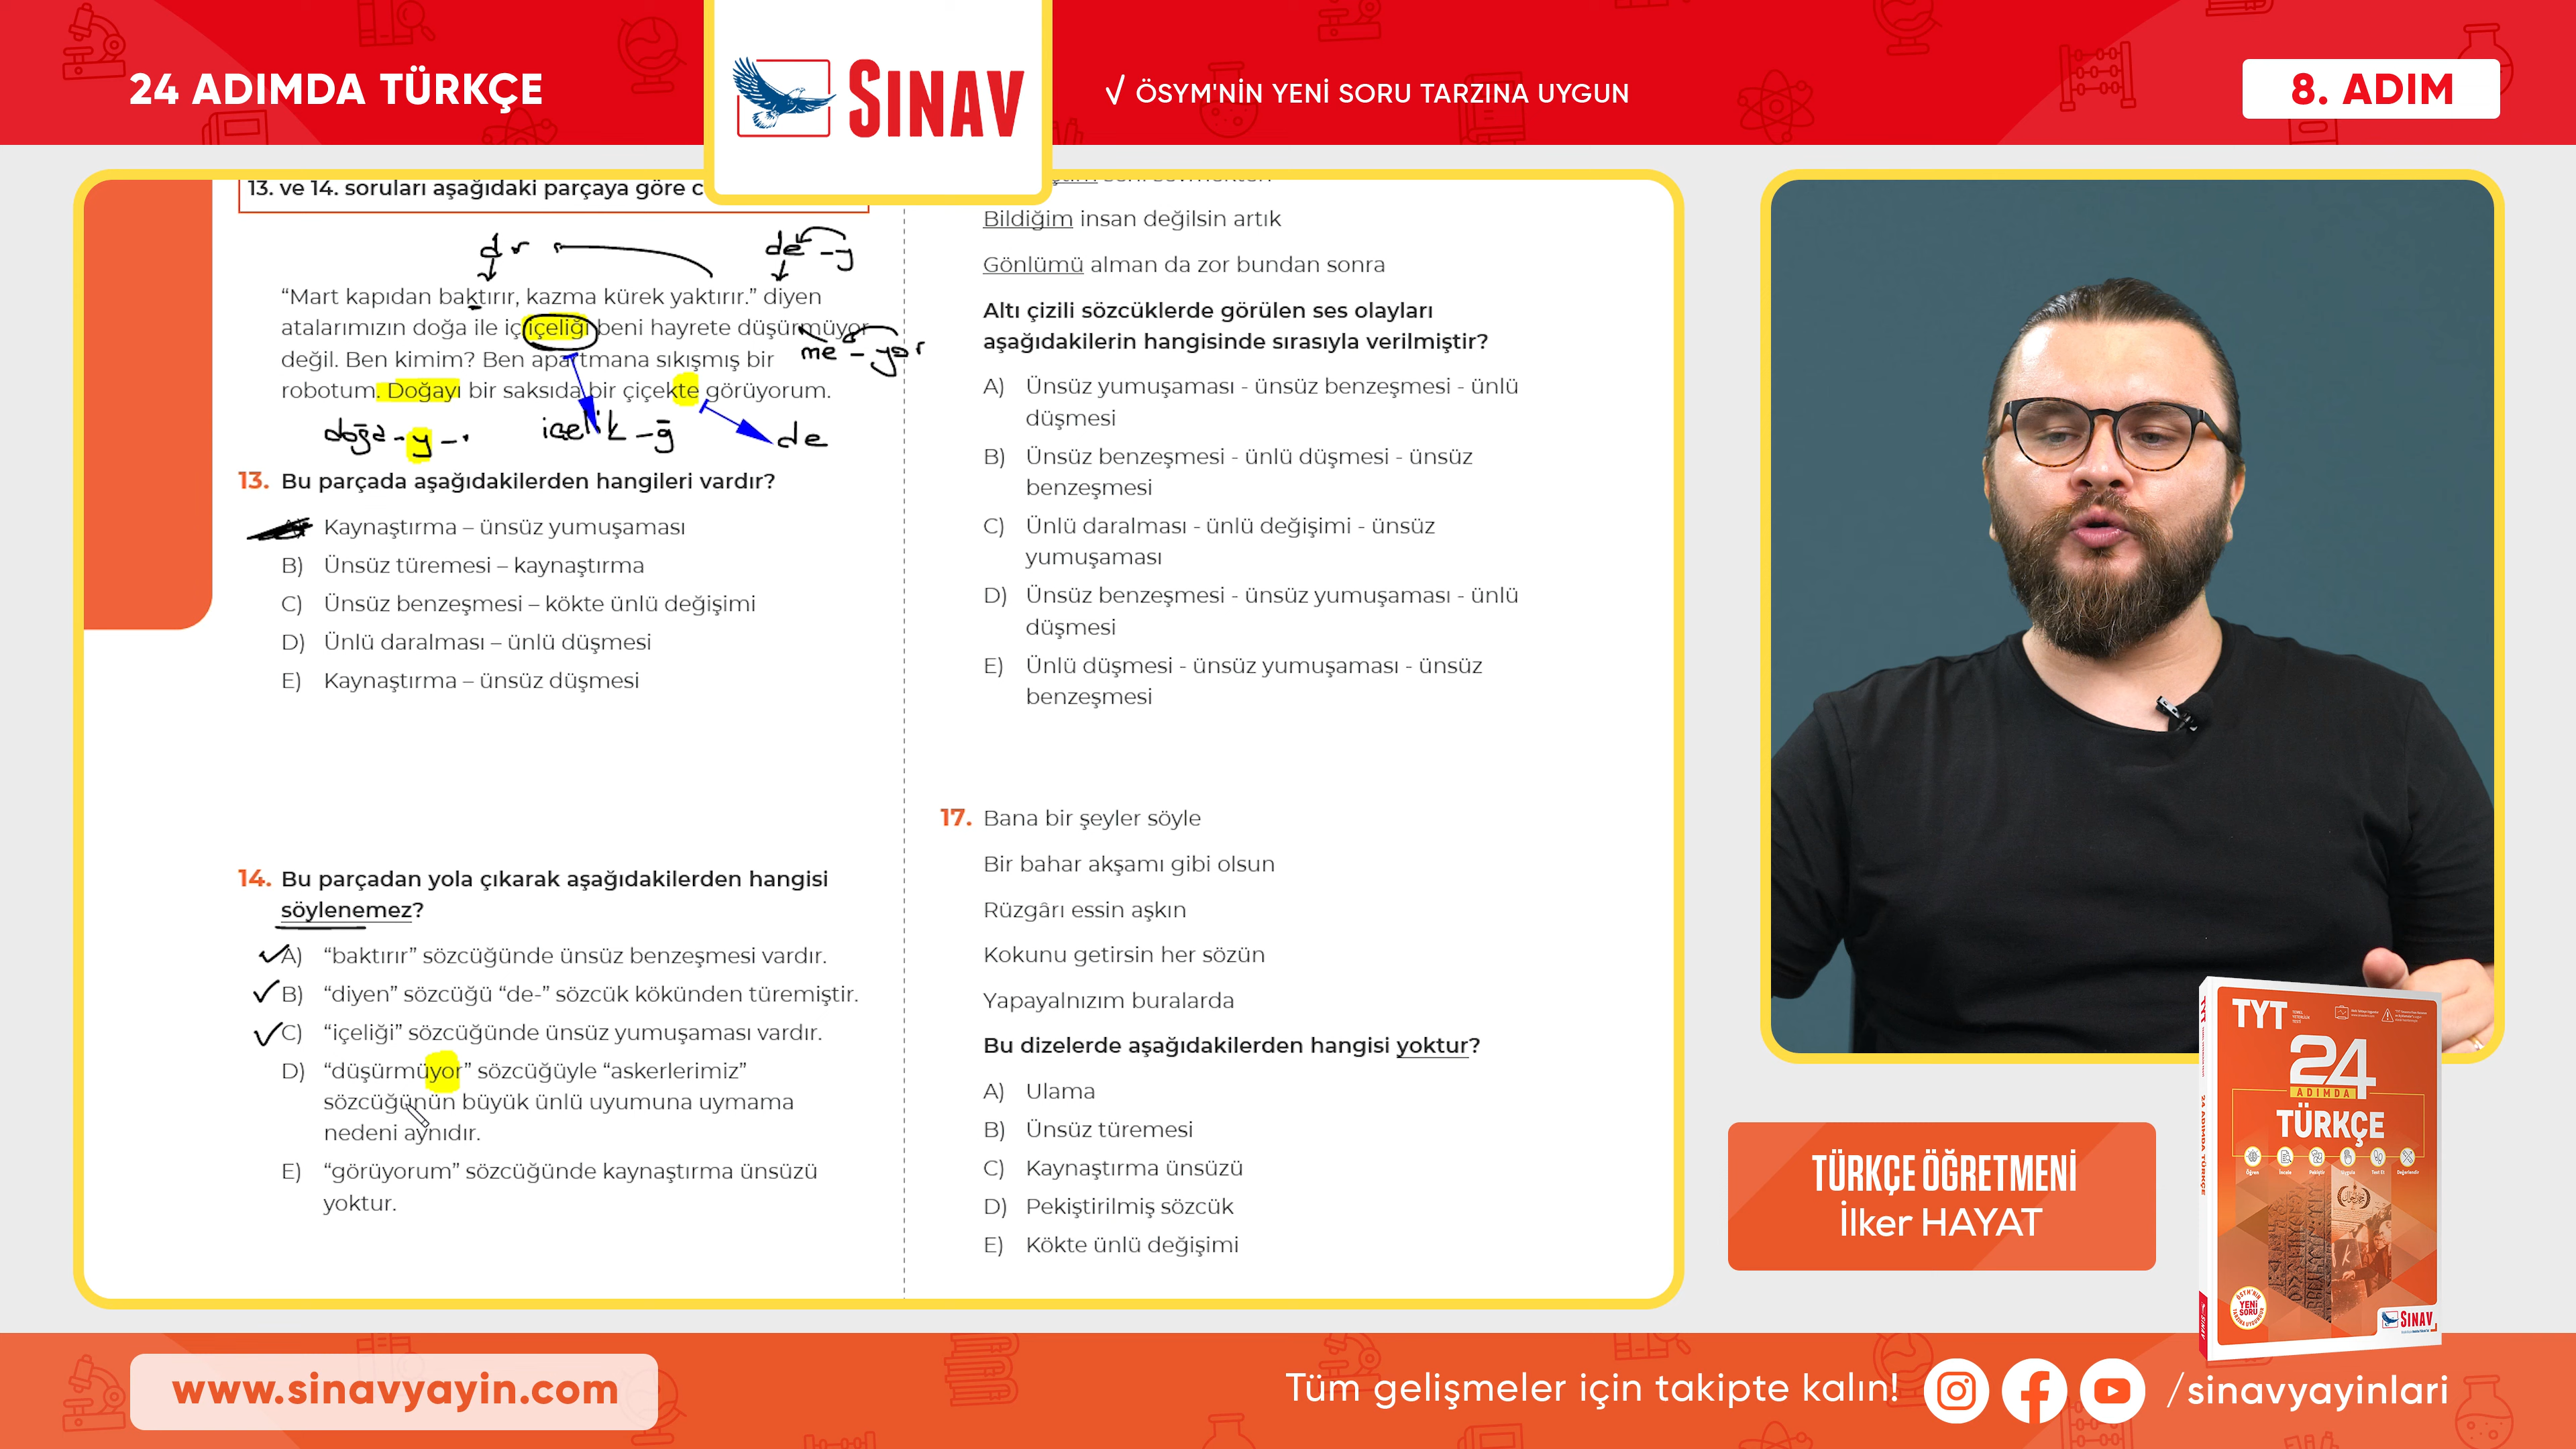 24 ADIMDA TÜRKÇE
SINAV
√ ÖSYM'NİN YENİ SORU TARZINA UYGUN
8. ADIM
13. ve 14. soruları aşağıdaki parçaya göre c
dır
de-y
“Mart kapıdan baktırır, kazma kürek yaktırır.” diyen
atalarımızın doğa ile iç içeliği beni hayrete düşürmüyor
değil. Ben kimim? Ben apartmana sıkışmış bir
me-yor
robotum. Doğayı bir saksıda bir çiçekte görüyorum.
doğa-y-ı
içelik-ğ
de
13. Bu parçada aşağıdakilerden hangileri vardır?
Kaynaştırma – ünsüz yumuşaması
B) Ünsüz türemesi – kaynaştırma
C) Ünsüz benzeşmesi – kökte ünlü değişimi
D) Ünlü daralması – ünlü düşmesi
E) Kaynaştırma – ünsüz düşmesi
14. Bu parçadan yola çıkarak aşağıdakilerden hangisi
söylenemez?
A) “baktırır” sözcüğünde ünsüz benzeşmesi vardır.
B) “diyen” sözcüğü “de-” sözcük kökünden türemiştir.
C) “içeliği” sözcüğünde ünsüz yumuşaması vardır.
D) “düşürmüyor” sözcüğüyle “askerlerimiz”
sözcüğünün büyük ünlü uyumuna uymama
nedeni aynıdır.
E) “görüyorum” sözcüğünde kaynaştırma ünsüzü
yoktur.
Bildiğim insan değilsin artık
Gönlümü alman da zor bundan sonra
Altı çizili sözcüklerde görülen ses olayları
aşağıdakilerin hangisinde sırasıyla verilmiştir?
A) Ünsüz yumuşaması - ünsüz benzeşmesi - ünlü
düşmesi
B) Ünsüz benzeşmesi - ünlü düşmesi - ünsüz
benzeşmesi
C) Ünlü daralması - ünlü değişimi - ünsüz
yumuşaması
D) Ünsüz benzeşmesi - ünsüz yumuşaması - ünlü
düşmesi
E) Ünlü düşmesi - ünsüz yumuşaması - ünsüz
benzeşmesi
17. Bana bir şeyler söyle
Bir bahar akşamı gibi olsun
Rüzgârı essin aşkın
Kokunu getirsin her sözün
Yapayalnızım buralarda
Bu dizelerde aşağıdakilerden hangisi yoktur?
A) Ulama
B) Ünsüz türemesi
C) Kaynaştırma ünsüzü
D) Pekiştirilmiş sözcük
E) Kökte ünlü değişimi
TÜRKÇE ÖĞRETMENİ
İlker HAYAT
TYT
24
ADIMDA
TÜRKÇE
YENİ
SORU
SINAV
www.sinavyayin.com
Tüm gelişmeler için takipte kalın!
/sinavyayinlari